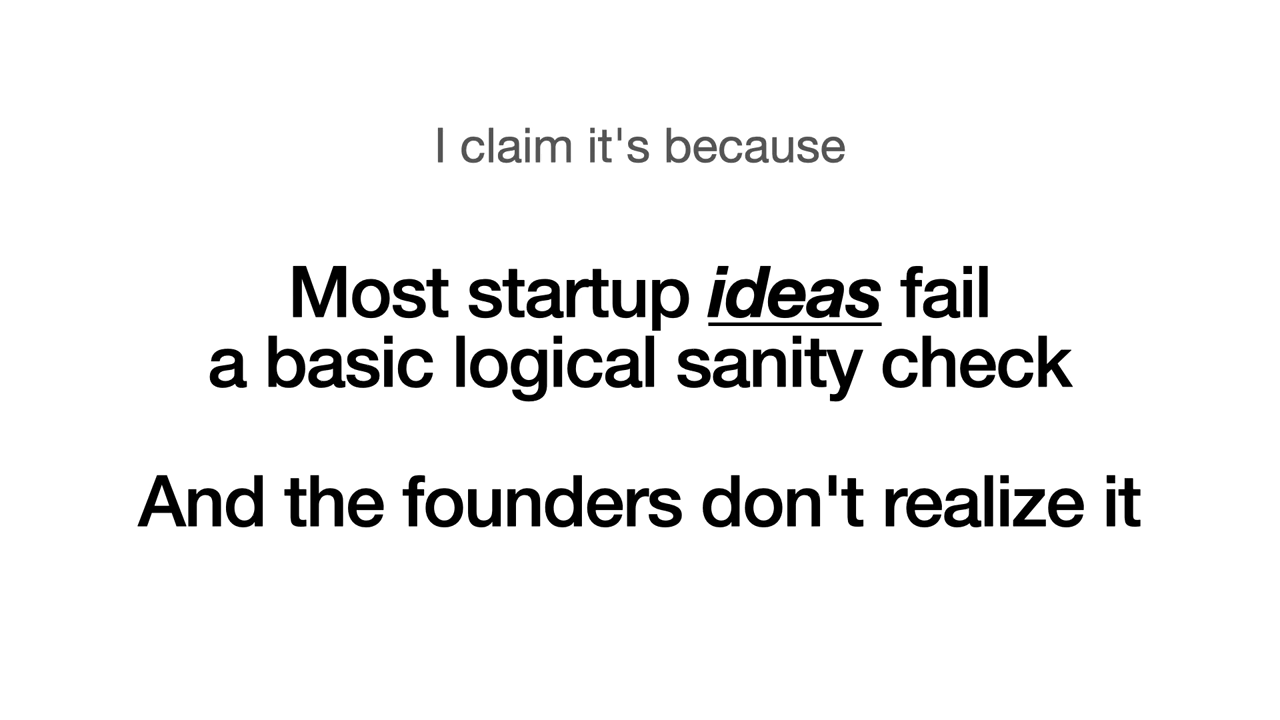 I claim it's because
Most startup ideas fail
a basic logical sanity check
And the founders don't realize it